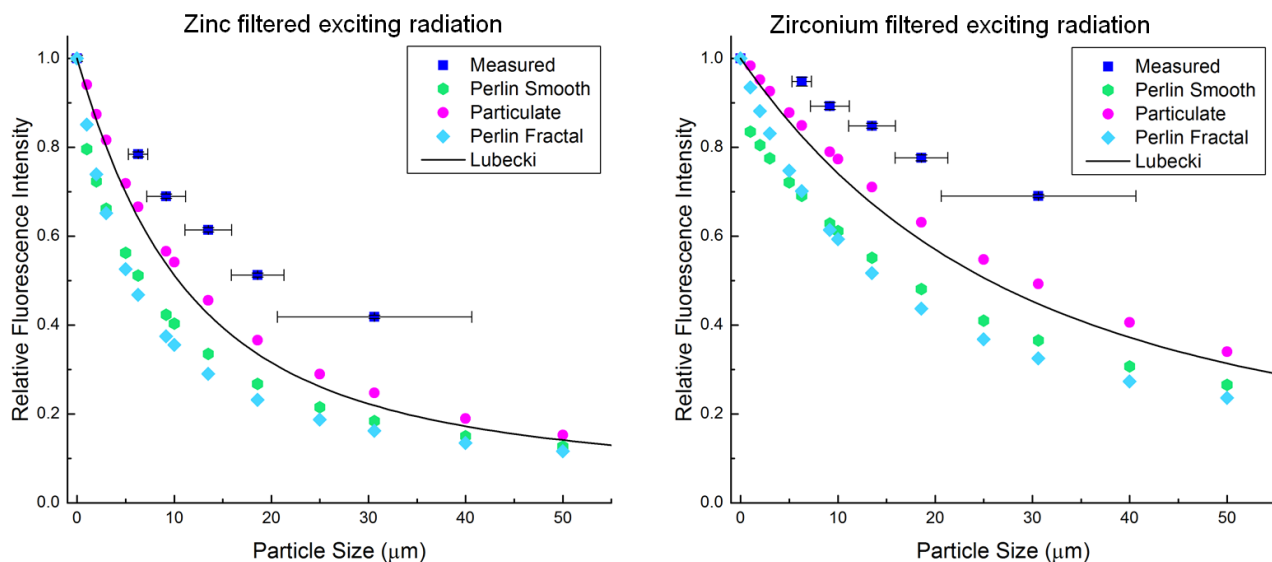 Zinc filtered exciting radiation
Relative Fluorescence Intensity
1.0
0.8
0.6
0.4
0.2
0.0
Measured
Perlin Smooth
Particulate
Perlin Fractal
Lubecki
0 10 20 30 40 50
Particle Size (μm)
Zirconium filtered exciting radiation
Relative Fluorescence Intensity
1.0
0.8
0.6
0.4
0.2
0.0
Measured
Perlin Smooth
Particulate
Perlin Fractal
Lubecki
0 10 20 30 40 50
Particle Size (μm)